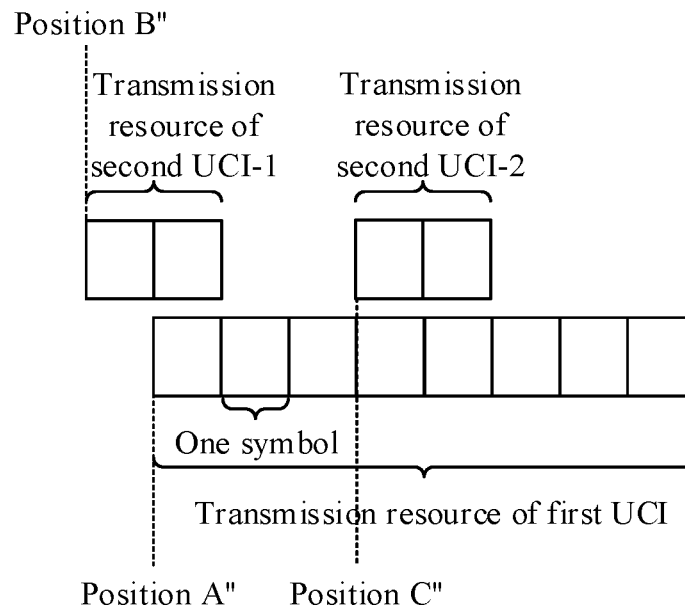 Position B"
Transmission
resource of
second UCI-1
Transmission
resource of
second UCI-2
One symbol
Transmission resource of first UCI
Position A"
Position C"